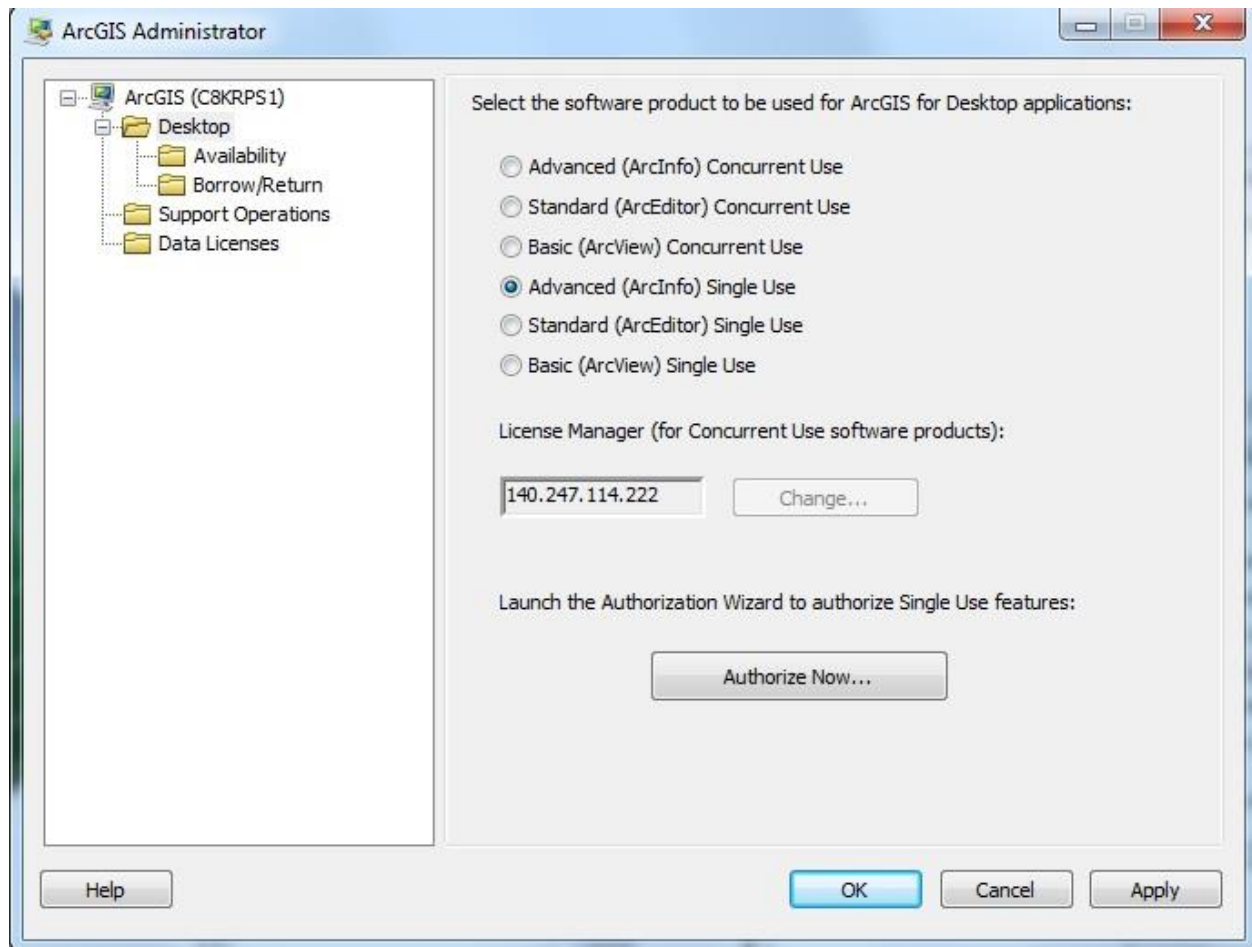 ArcGIS Administrator
ArcGIS (C8KRPS1)
Desktop
Availability
Borrow/Return
Support Operations
Data Licenses
Select the software product to be used for ArcGIS for Desktop applications:
Advanced (ArcInfo) Concurrent Use
Standard (ArcEditor) Concurrent Use
Basic (ArcView) Concurrent Use
Advanced (ArcInfo) Single Use
Standard (ArcEditor) Single Use
Basic (ArcView) Single Use
License Manager (for Concurrent Use software products):
140.247.114.222 Change...
Launch the Authorization Wizard to authorize Single Use features:
Authorize Now...
Help OK Cancel Apply